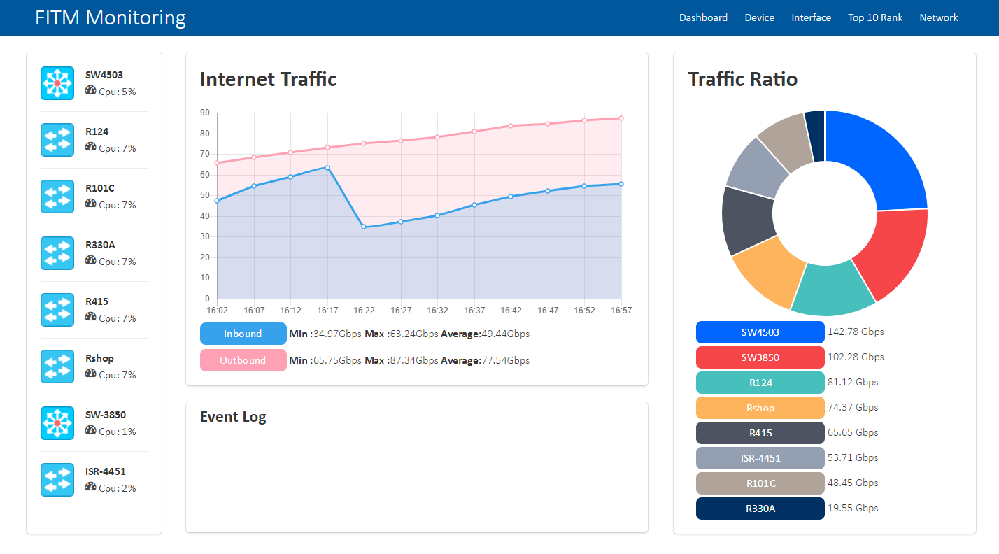 FITM Monitoring
Dashboard Device Interface Top 10 Rank Network
SW4503
Cpu: 5%
R124
Cpu: 7%
R101C
Cpu: 7%
R330A
Cpu: 7%
R415
Cpu: 7%
Rshop
Cpu: 7%
SW-3850
Cpu: 1%
ISR-4451
Cpu: 2%
Internet Traffic
90
80
70
60
50
40
30
20
10
0
16:02 16:07 16:12 16:17 16:22 16:27 16:32 16:37 16:42 16:47 16:52 16:57
Inbound Min :34.97Gbps Max :63.24Gbps Average:49.44Gbps
Outbound Min :65.75Gbps Max :87.34Gbps Average:77.54Gbps
Event Log
Traffic Ratio
SW4503 142.78 Gbps
SW3850 102.28 Gbps
R124 81.12 Gbps
Rshop 74.37 Gbps
R415 65.65 Gbps
ISR-4451 53.71 Gbps
R101C 48.45 Gbps
R330A 19.55 Gbps